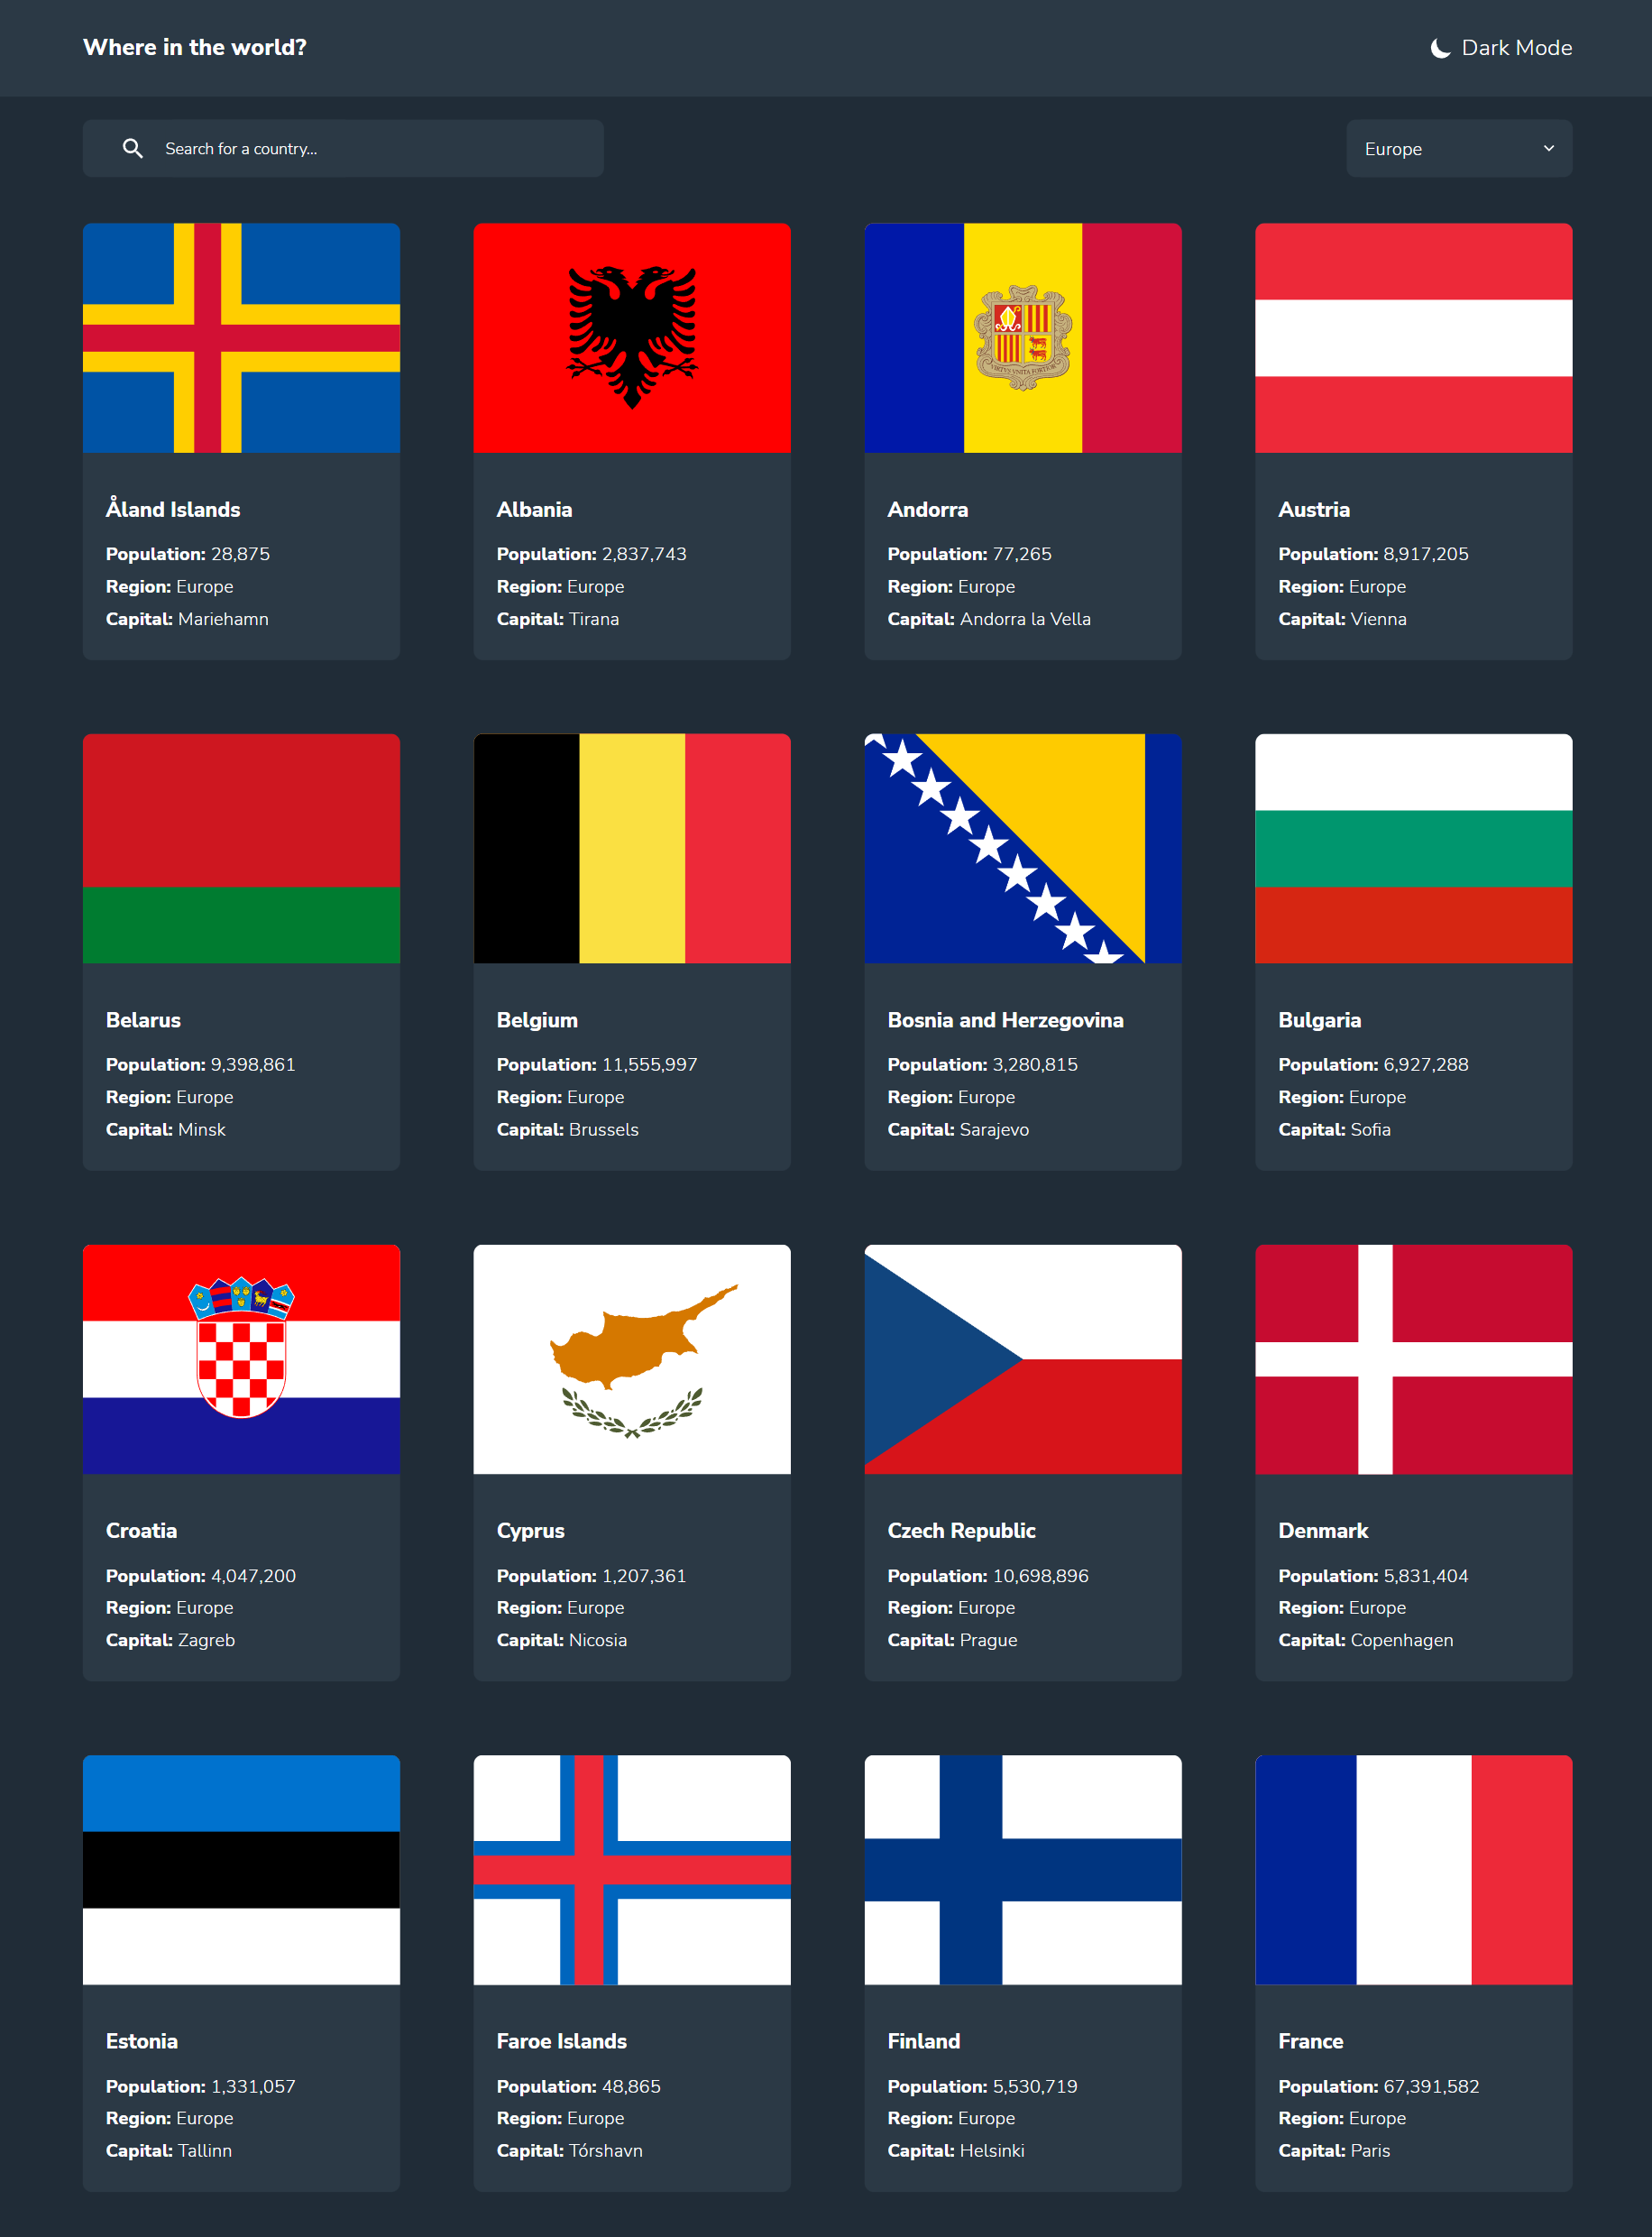 Where in the world?
Dark Mode
Search for a country...
Europe
VIRTVS VNITA FORTIOR
Åland Islands
Population: 28,875
Region: Europe
Capital: Mariehamn
Albania
Population: 2,837,743
Region: Europe
Capital: Tirana
Andorra
Population: 77,265
Region: Europe
Capital: Andorra la Vella
Austria
Population: 8,917,205
Region: Europe
Capital: Vienna
Belarus
Population: 9,398,861
Region: Europe
Capital: Minsk
Belgium
Population: 11,555,997
Region: Europe
Capital: Brussels
Bosnia and Herzegovina
Population: 3,280,815
Region: Europe
Capital: Sarajevo
Bulgaria
Population: 6,927,288
Region: Europe
Capital: Sofia
Croatia
Population: 4,047,200
Region: Europe
Capital: Zagreb
Cyprus
Population: 1,207,361
Region: Europe
Capital: Nicosia
Czech Republic
Population: 10,698,896
Region: Europe
Capital: Prague
Denmark
Population: 5,831,404
Region: Europe
Capital: Copenhagen
Estonia
Population: 1,331,057
Region: Europe
Capital: Tallinn
Faroe Islands
Population: 48,865
Region: Europe
Capital: Tórshavn
Finland
Population: 5,530,719
Region: Europe
Capital: Helsinki
France
Population: 67,391,582
Region: Europe
Capital: Paris